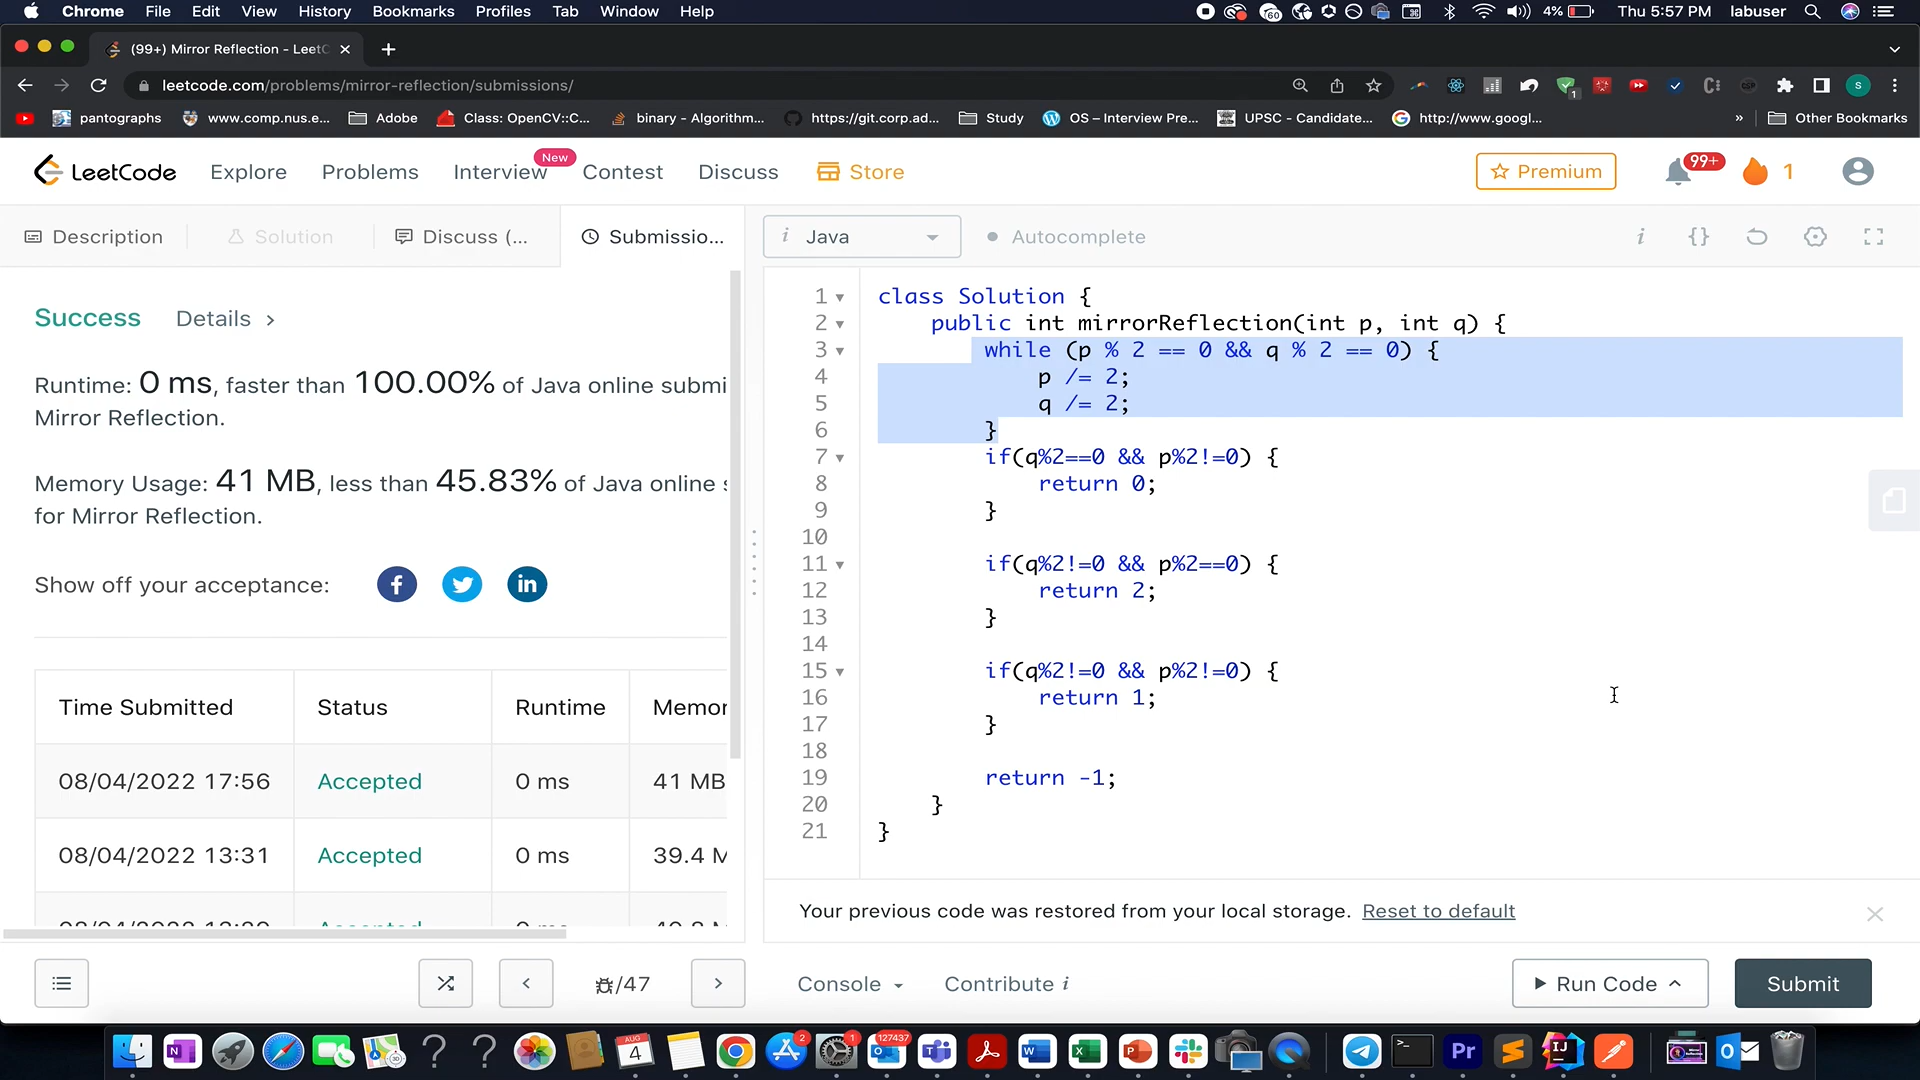 Chrome File Edit View History Bookmarks Profiles Tab Window Help 60 4% Thu 5:57 PM labuser
(99+) Mirror Reflection - LeetC
leetcode.com/problems/mirror-reflection/submissions/ 1 S
pantographs www.comp.nus.e... Adobe Class: OpenCV::C... binary - Algorithm... https://git.corp.ad... Study OS – Interview Pre... UPSC - Candidate... http://www.googl... » Other Bookmarks
LeetCode Explore Problems Interview New Contest Discuss Store Premium 99+ 1
Description Solution Discuss (... Submissio... i Java Autocomplete i {}
Success Details >
Runtime: 0 ms, faster than 100.00% of Java online submi
Mirror Reflection.
Memory Usage: 41 MB, less than 45.83% of Java online s
for Mirror Reflection.
Show off your acceptance: f in
Time Submitted Status Runtime Memor
08/04/2022 17:56 Accepted 0 ms 41 MB
08/04/2022 13:31 Accepted 0 ms 39.4 M
1 class Solution {
2 public int mirrorReflection(int p, int q) {
3 while (p % 2 == 0 && q % 2 == 0) {
4 p /= 2;
5 q /= 2;
6 }
7 if(q%2==0 && p%2!=0) {
8 return 0;
9 }
10
11 if(q%2!=0 && p%2==0) {
12 return 2;
13 }
14
15 if(q%2!=0 && p%2!=0) {
16 return 1;
17 }
18
19 return -1;
20 }
21 }
Your previous code was restored from your local storage. Reset to default
/47 Console Contribute i Run Code Submit
N AUG 4 2 1 127437 W X P >_ Pr IJ O